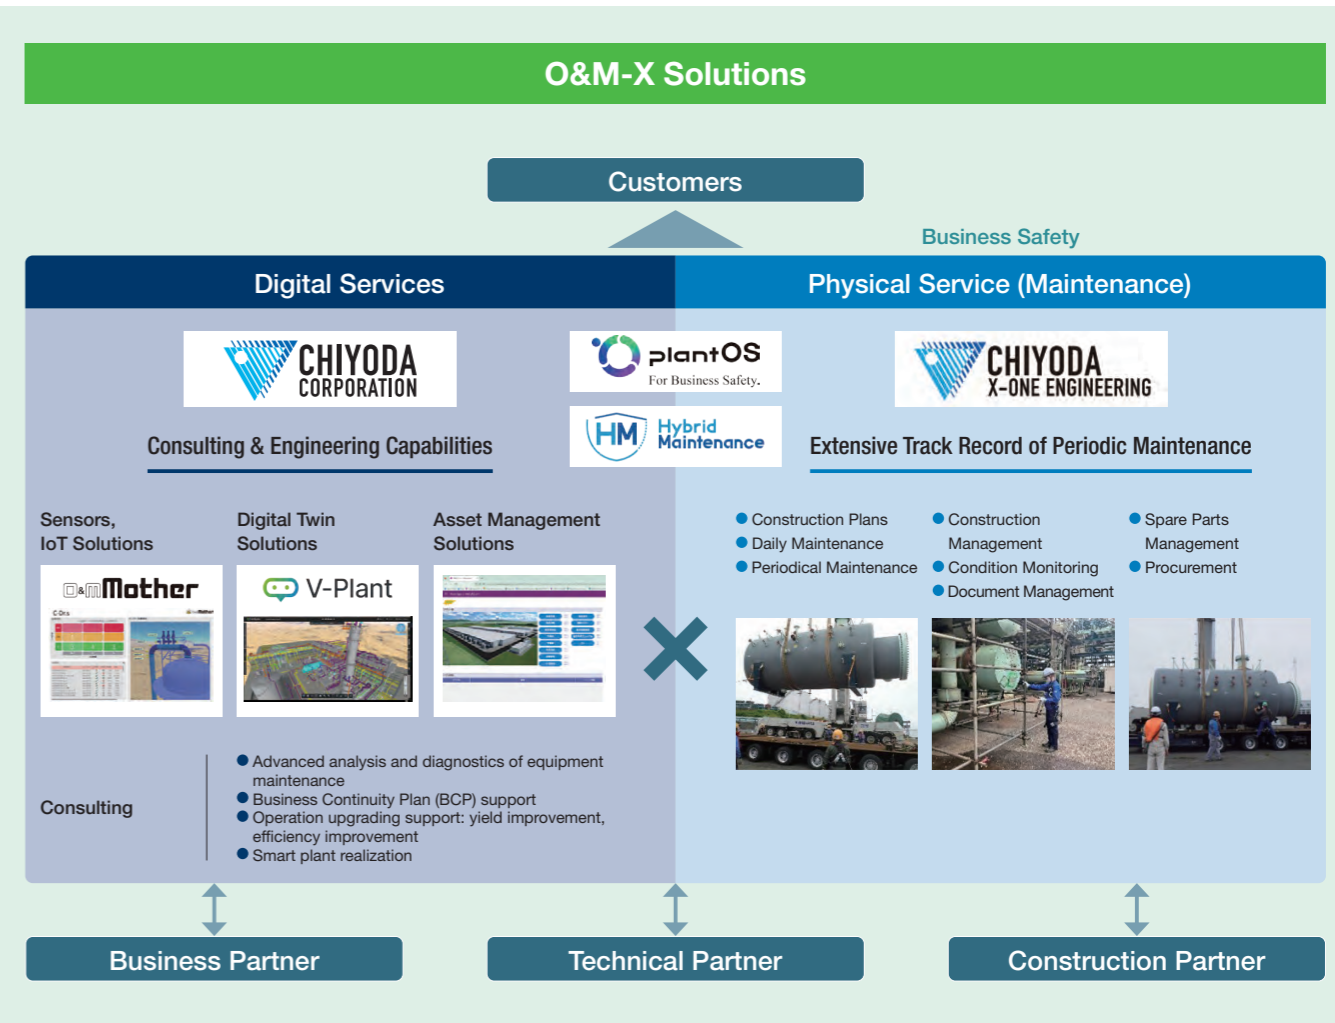 O&M-X Solutions
Customers
Business Safety
Digital Services
Physical Service (Maintenance)
CHIYODA
CORPORATION
plantOS
For Business Safety.
HM Hybrid
Maintenance
CHIYODA
X-ONE ENGINEERING
Consulting & Engineering Capabilities
Extensive Track Record of Periodic Maintenance
Sensors,
IoT Solutions
Digital Twin
Solutions
Asset Management
Solutions
O&M Mother
V-Plant
● Construction Plans
● Daily Maintenance
● Periodical Maintenance
● Construction
Management
● Condition Monitoring
● Document Management
● Spare Parts
Management
● Procurement
Consulting
● Advanced analysis and diagnostics of equipment
maintenance
● Business Continuity Plan (BCP) support
● Operation upgrading support: yield improvement,
efficiency improvement
● Smart plant realization
Business Partner
Technical Partner
Construction Partner